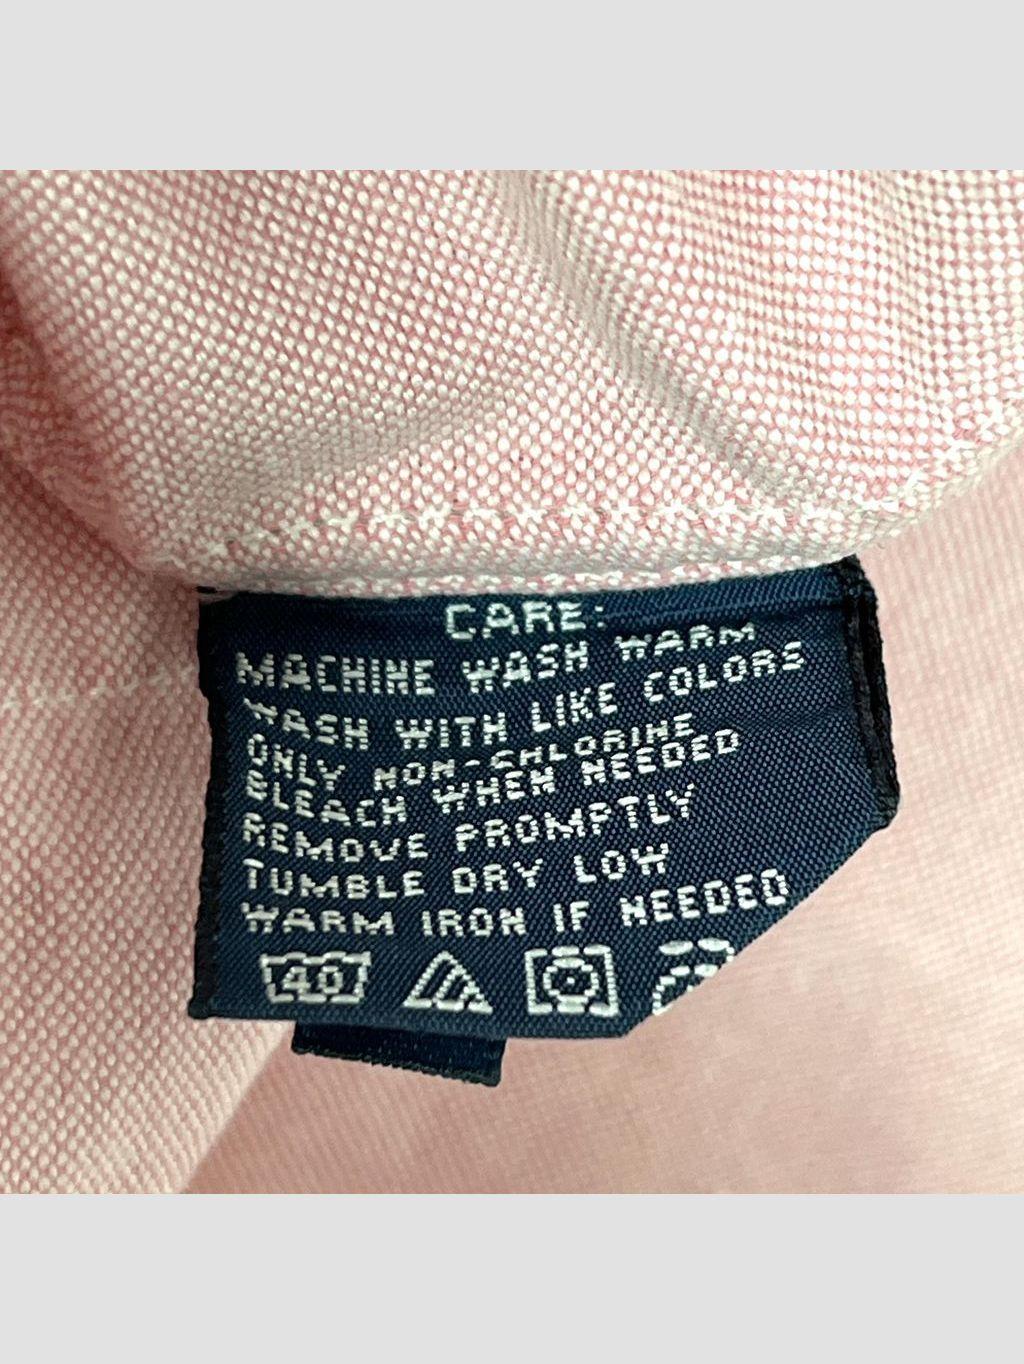 CARE:
MACHINE WASH WARM
WASH WITH LIKE COLORS
ONLY NON-CHLORINE
BLEACH WHEN NEEDED
REMOVE PROMPTLY
TUMBLE DRY LOW
WARM IRON IF NEEDED
40